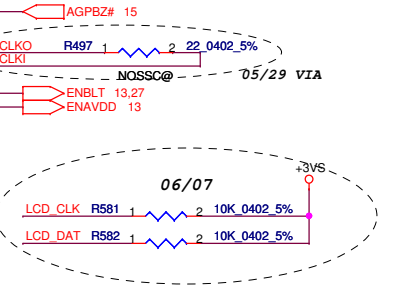 AGPBZ# 15
CLKO R497 1 2 22_0402_5%
CLKI
NOSSC@
05/29 VIA
ENBLT 13,27
ENAVDD 13
+3VS
06/07
LCD_CLK R581 1 2 10K_0402_5%
LCD_DAT R582 1 2 10K_0402_5%